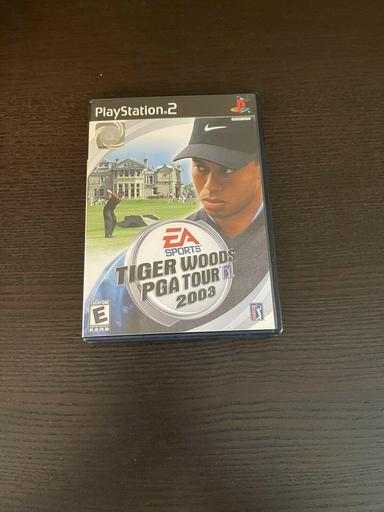 PlayStation.2
EA
SPORTS
TIGER WOODS
PGA TOUR
2003
EVERYONE
E